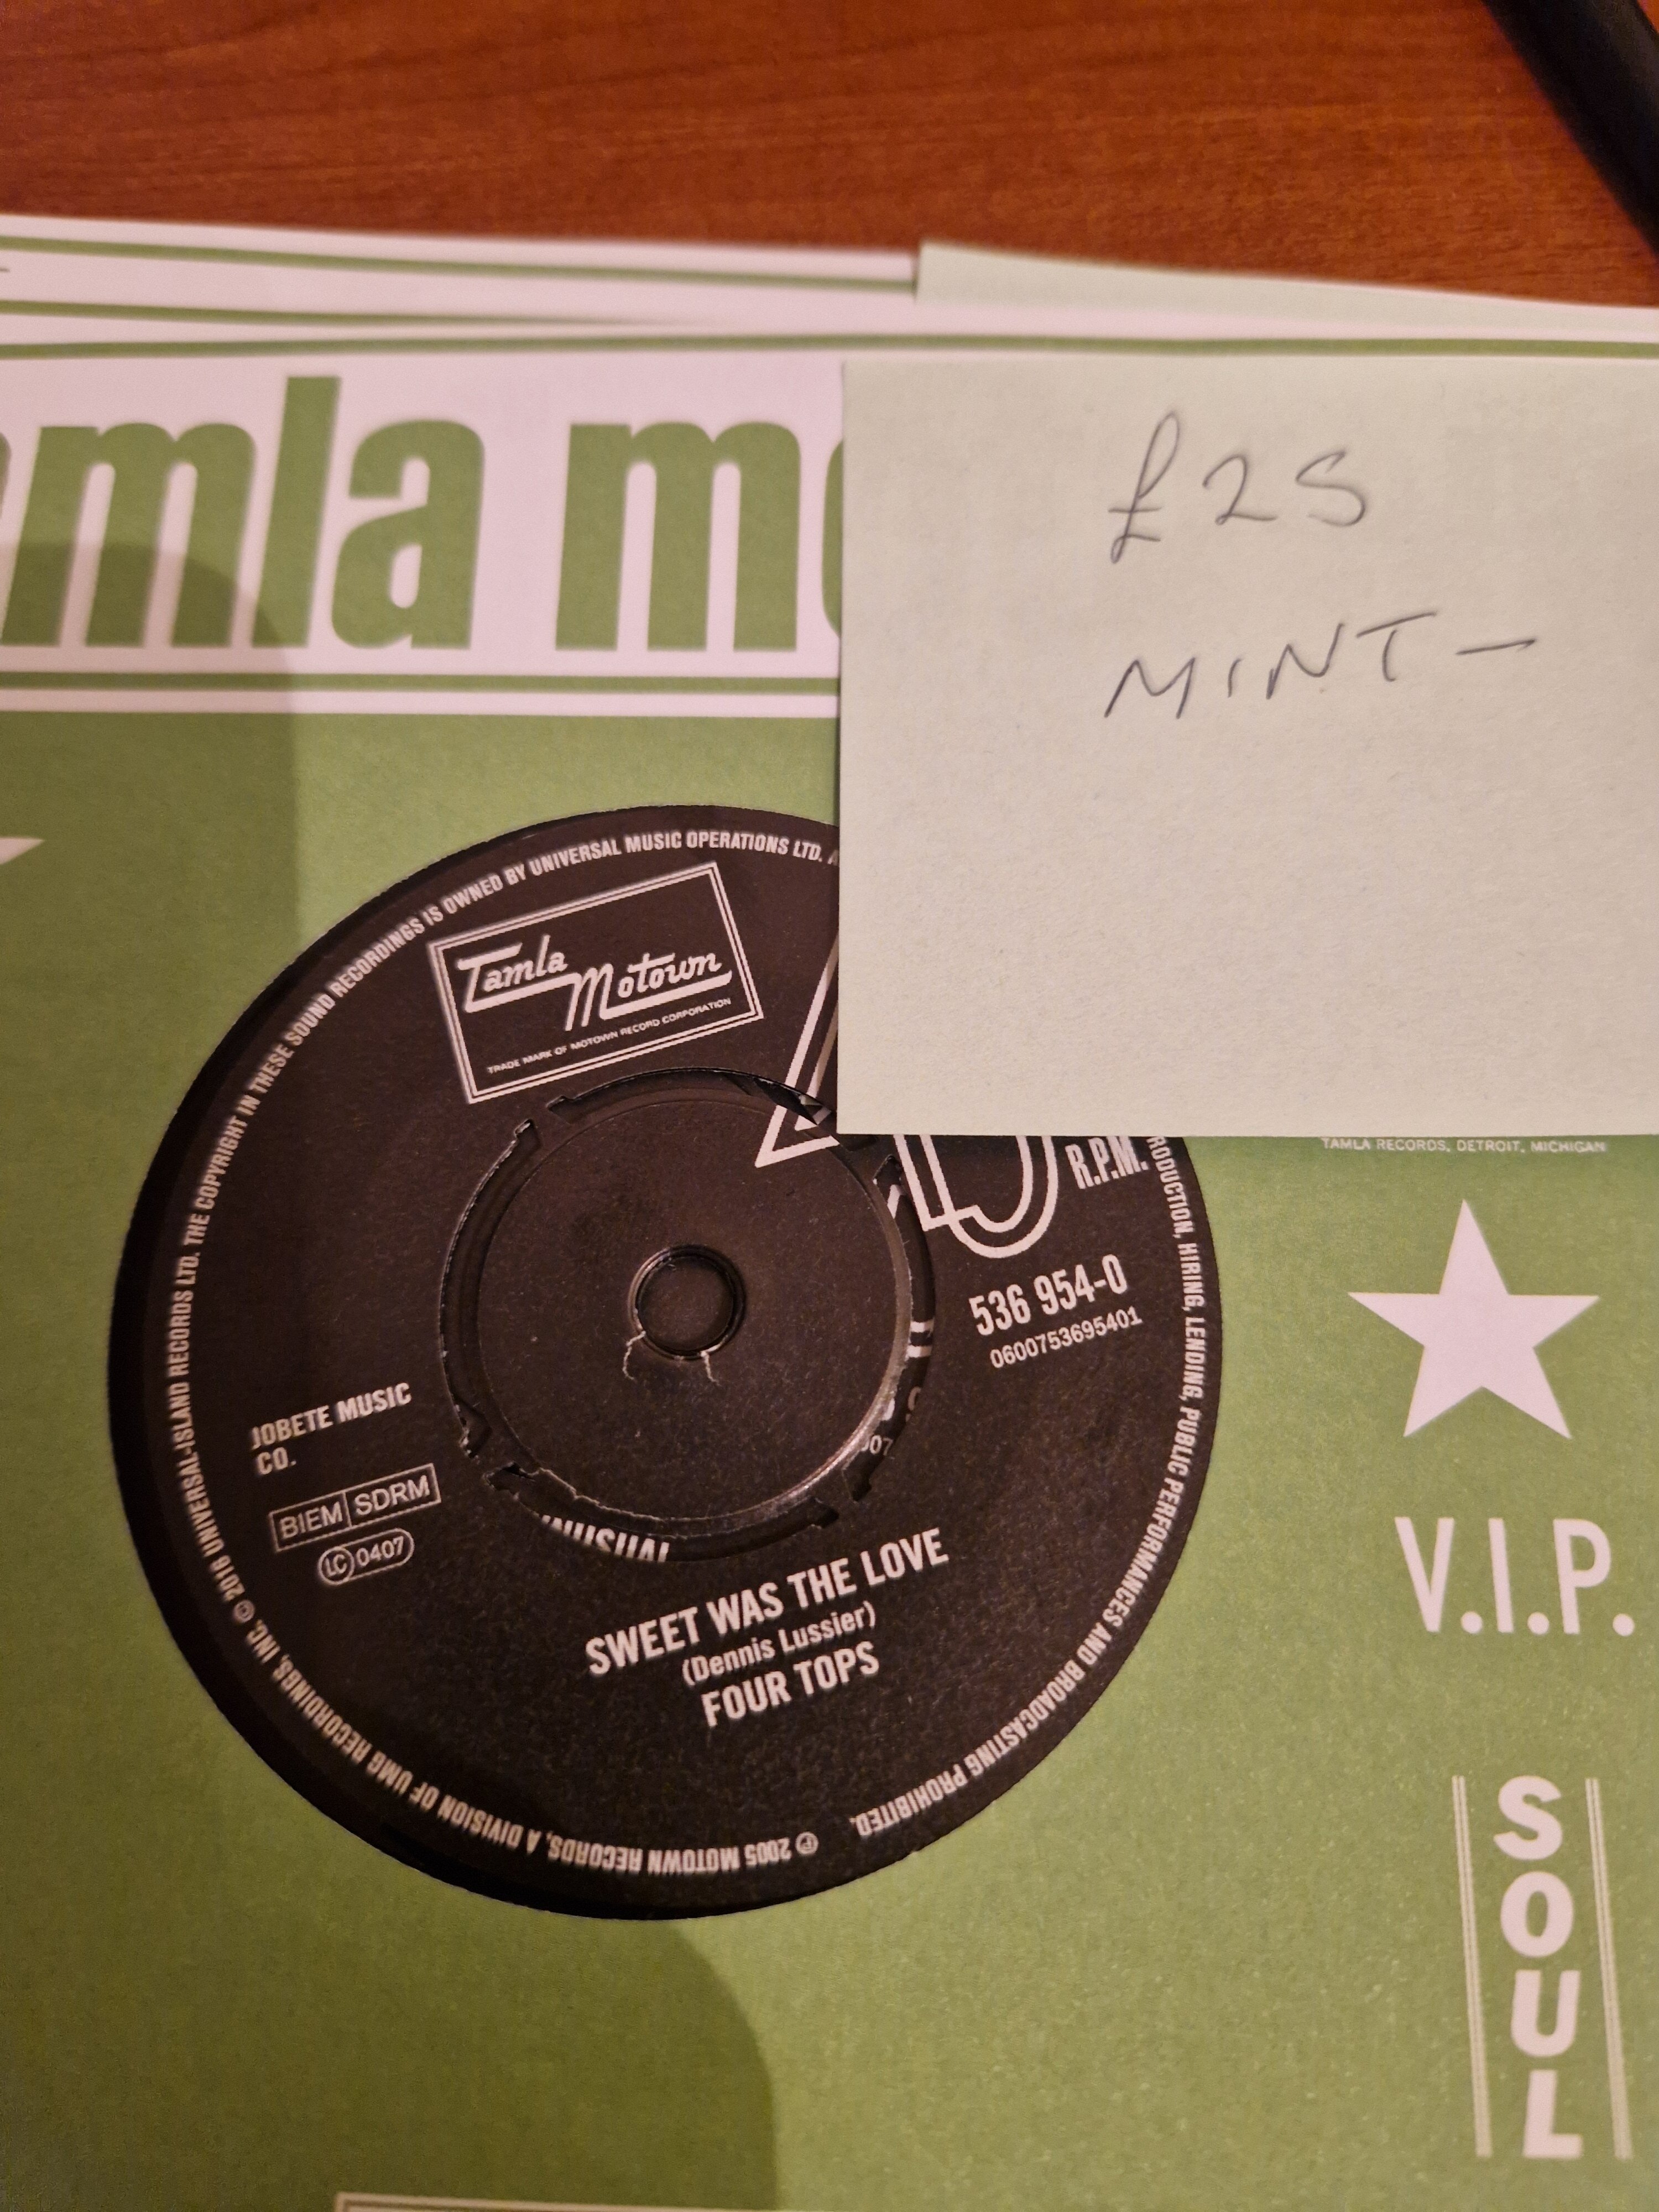 amla m
£25
MINT-
TAMLA RECORDS, DETROIT, MICHIGAN
Tamla
Motown
TRADE MARK OF MOTOWN RECORD CORPORATION
R.P.M.
536 954-0
0600753695401
JOBETE MUSIC
CO.
BIEM SDRM
LC 0407
SWEET WAS THE LOVE
(Dennis Lussier)
FOUR TOPS
℗ 2005 MOTOWN RECORDS, A DIVISION OF UMG RECORDINGS, INC. © 2016 UNIVERSAL-ISLAND RECORDS LTD. THE COPYRIGHT IN THESE SOUND RECORDINGS IS OWNED BY UNIVERSAL MUSIC OPERATIONS LTD.
RODUCTION, HIRING, LENDING, PUBLIC PERFORMANCES AND BROADCASTING PROHIBITED.
V.I.P.
SOUL